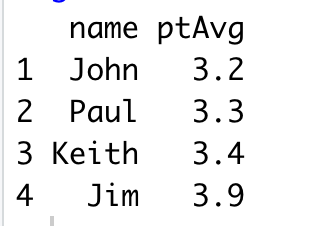 name ptAvg
1 John 3.2
2 Paul 3.3
3 Keith 3.4
4 Jim 3.9